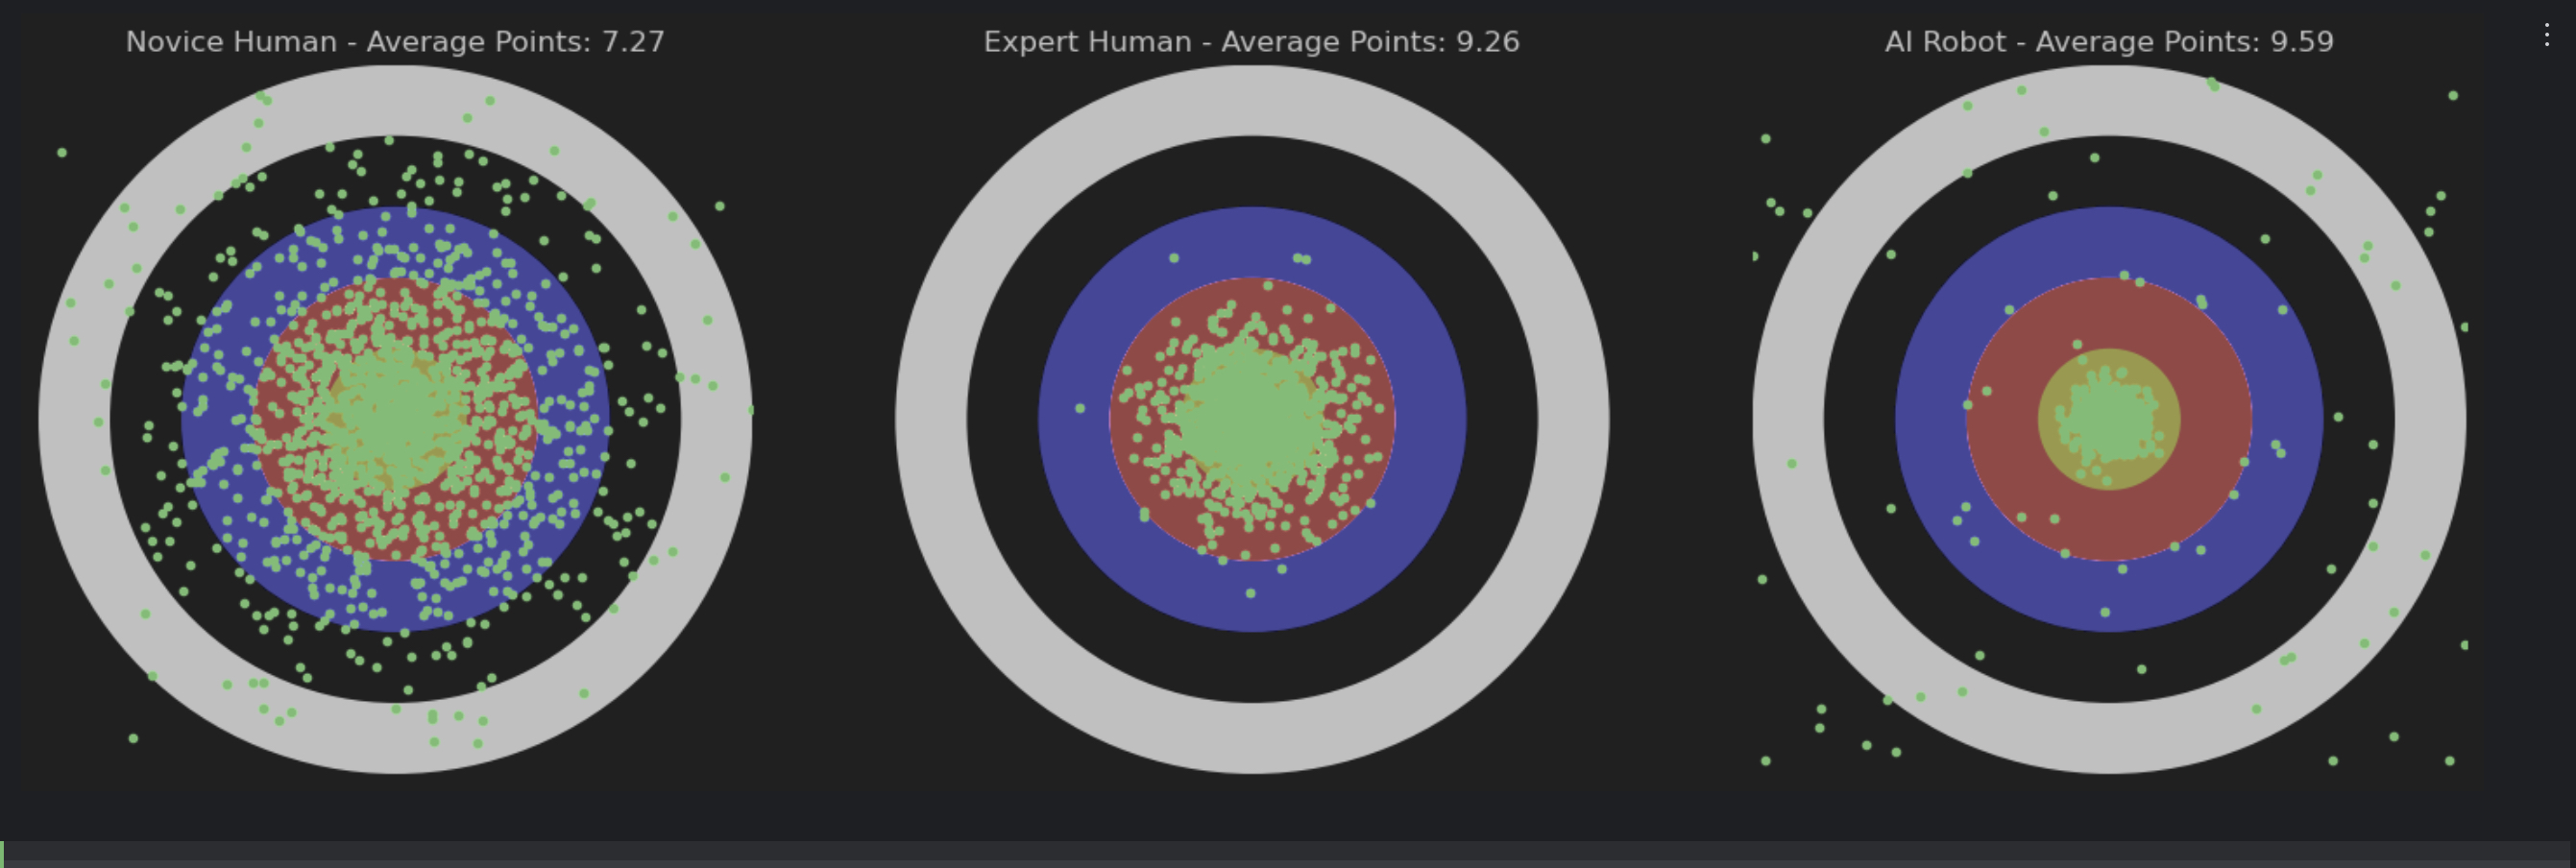 Novice Human - Average Points: 7.27
Expert Human - Average Points: 9.26
AI Robot - Average Points: 9.59